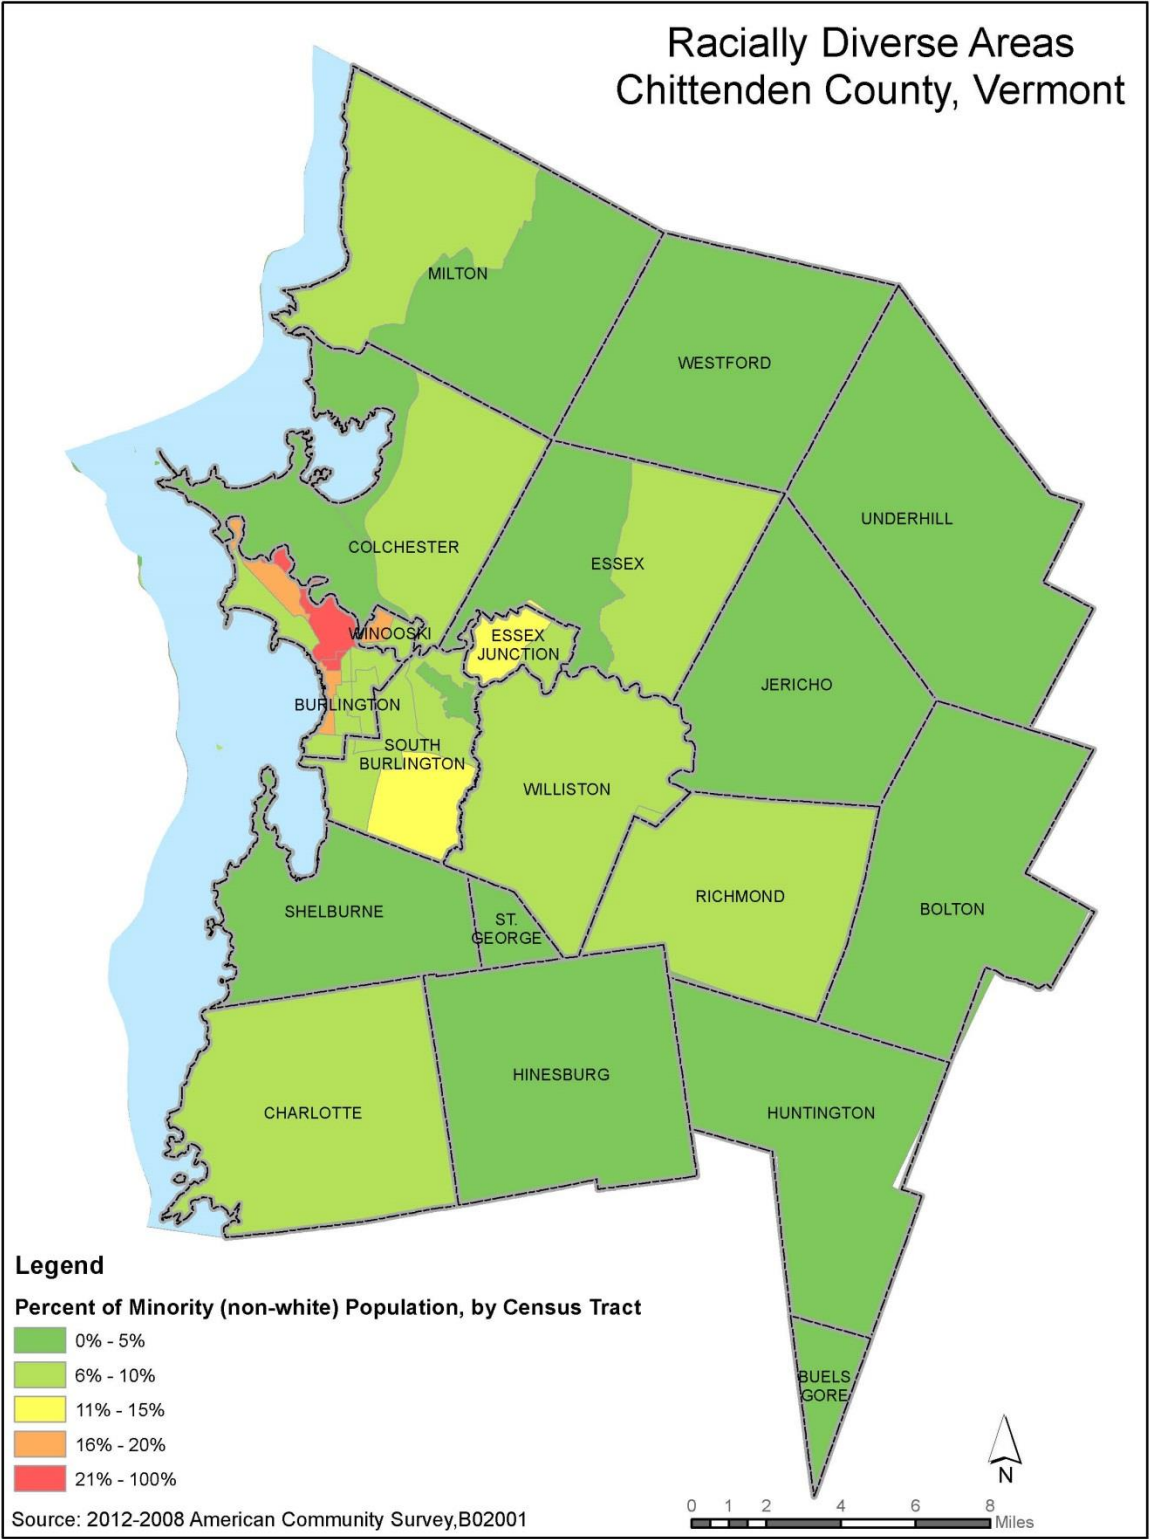 Racially Diverse Areas
Chittenden County, Vermont
MILTON
WESTFORD
UNDERHILL
COLCHESTER
ESSEX
WINOOSKI
ESSEX
JUNCTION
JERICHO
BURLINGTON
SOUTH
BURLINGTON
WILLISTON
RICHMOND
BOLTON
SHELBURNE
ST.
GEORGE
HINESBURG
CHARLOTTE
HUNTINGTON
BUELS
GORE
Legend
Percent of Minority (non-white) Population, by Census Tract
0% - 5%
6% - 10%
11% - 15%
16% - 20%
21% - 100%
Source: 2012-2008 American Community Survey,B02001
N
0 1 2 4 6 8
Miles